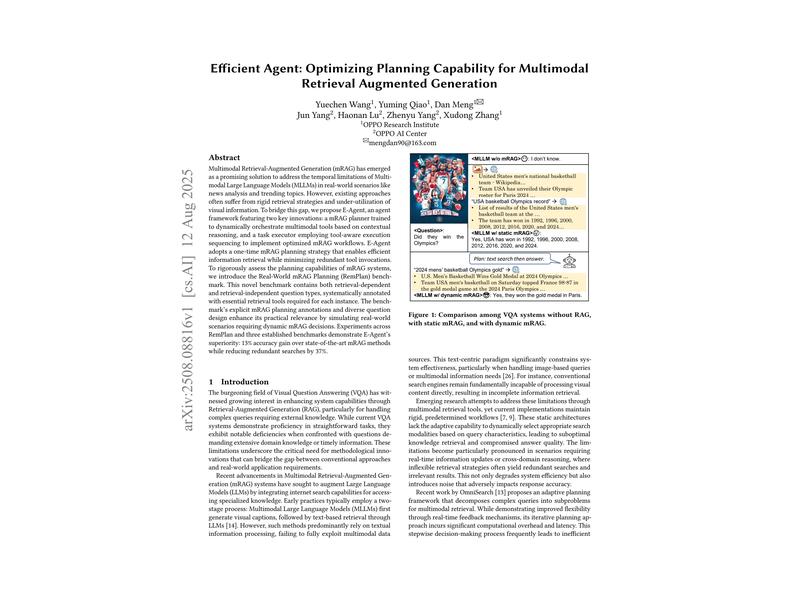 Efficient Agent: Optimizing Planning Capability for Multimodal
Retrieval Augmented Generation
Yuechen Wang¹, Yuming Qiao¹, Dan Meng¹✉
Jun Yang², Haonan Lu², Zhenyu Yang², Xudong Zhang¹
¹OPPO Research Institute
²OPPO AI Center
✉mengdan90@163.com
arXiv:2508.08816v1 [cs.AI] 12 Aug 2025
Abstract
Multimodal Retrieval-Augmented Generation (mRAG) has emerged
as a promising solution to address the temporal limitations of Multi-
modal Large Language Models (MLLMs) in real-world scenarios like
news analysis and trending topics. However, existing approaches
often suffer from rigid retrieval strategies and under-utilization of
visual information. To bridge this gap, we propose E-Agent, an
agent framework featuring two key innovations: a mRAG planner
trained to dynamically orchestrate multimodal tools based on contextual
reasoning, and a task executor employing tool-aware execution
sequencing to implement optimized mRAG workflows. E-Agent
adopts a one-time mRAG planning strategy that enables efficient
information retrieval while minimizing redundant tool invocations.
To rigorously assess the planning capabilities of mRAG systems,
we introduce the Real-World mRAG Planning (RemPlan) bench-
mark. This novel benchmark contains both retrieval-dependent and
retrieval-independent question types, systematically annotated
with essential retrieval tools required for each instance. The bench-
mark's explicit mRAG planning annotations and diverse question
design enhance its practical relevance by simulating real-world
scenarios requiring dynamic mRAG decisions. Experiments across
RemPlan and three established benchmarks demonstrate E-Agent's
superiority: 13% accuracy gain over state-of-the-art mRAG methods
while reducing redundant searches by 37%.
1 Introduction
The burgeoning field of Visual Question Answering (VQA) has wit-
nessed growing interest in enhancing system capabilities through
Retrieval-Augmented Generation (RAG), particularly for handling
complex queries requiring external knowledge. While current VQA
systems demonstrate proficiency in straightforward tasks, they
exhibit notable deficiencies when confronted with questions de-
manding extensive domain knowledge or timely information. These
limitations underscore the critical need for methodological inno-
vations that can bridge the gap between conventional approaches
and real-world application requirements.
Recent advancements in Multimodal Retrieval-Augmented Gen-
eration (mRAG) systems have sought to augment Large Language
Models (LLMs) by integrating internet search capabilities for access-
ing specialized knowledge. Early practices typically employ a two-
stage process: Multimodal Large Language Models (MLLMs) first
generate visual captions, followed by text-based retrieval through
LLMs [14]. However, such methods predominantly rely on textual
information processing, failing to fully exploit multimodal data
<Question>:
Did they win the
Olympics?
<MLLM w/o mRAG>: I don't know.
• United States men's national basketball
team - Wikipedia...
• Team USA has unveiled their Olympic
roster for Paris 2024 ...
"USA basketball Olympics record" →
• List of results of the United States men's
basketball team at the ...
• The team has won in 1992, 1996, 2000,
2008, 2012, 2016, 2020, and 2024...
<MLLM w/ static mRAG>:
Yes, USA has won in 1992, 1996, 2000, 2008,
2012, 2016, 2020, and 2024.
Plan: text search then answer.
"2024 mens' basketball Olympics gold" →
• U.S. Men's Basketball Wins Gold Medal at 2024 Olympics ...
• Team USA men's basketball on Saturday topped France 98-87 in
the gold medal game at the 2024 Paris Olympics ...
<MLLM w/ dynamic mRAG>: Yes, they won the gold medal in Paris.
Figure 1: Comparison among VQA systems without RAG,
with static mRAG, and with dynamic mRAG.
sources. This text-centric paradigm significantly constrains sys-
tem effectiveness, particularly when handling image-based queries
or multimodal information needs [26]. For instance, conventional
search engines remain fundamentally incapable of processing visual
content directly, resulting in incomplete information retrieval.
Emerging research attempts to address these limitations through
multimodal retrieval tools, yet current implementations maintain
rigid, predetermined workflows [7, 9]. These static architectures
lack the adaptive capability to dynamically select appropriate search
modalities based on query characteristics, leading to suboptimal
knowledge retrieval and compromised answer quality. The limita-
tions become particularly pronounced in scenarios requiring
real-time information updates or cross-domain reasoning, where
inflexible retrieval strategies often yield redundant searches and
irrelevant results. This not only degrades system efficiency but also
introduces noise that adversely impacts response accuracy.
Recent work by OmniSearch [13] proposes an adaptive planning
framework that decomposes complex queries into subproblems
for multimodal retrieval. While demonstrating improved flexibility
through real-time feedback mechanisms, its iterative planning ap-
proach incurs significant computational overhead and latency. This
stepwise decision-making process frequently leads to inefficient